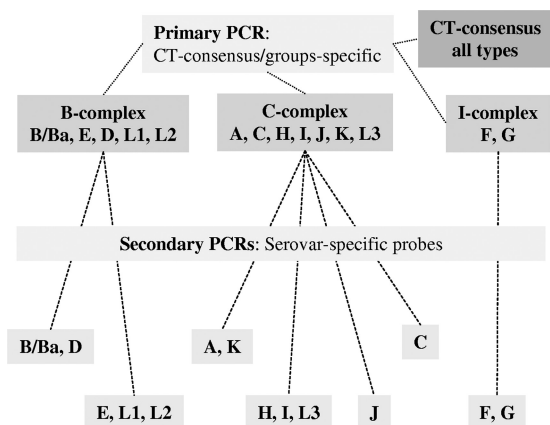 Primary PCR:
CT-consensus/groups-specific
CT-consensus
all types
B-complex
B/Ba, E, D, L1, L2
C-complex
A, C, H, I, J, K, L3
I-complex
F, G
Secondary PCRs: Serovar-specific probes
B/Ba, D
A, K
C
E, L1, L2
H, I, L3
J
F, G